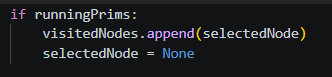 if runningPrims:
    visitedNodes.append(selectedNode)
    selectedNode = None